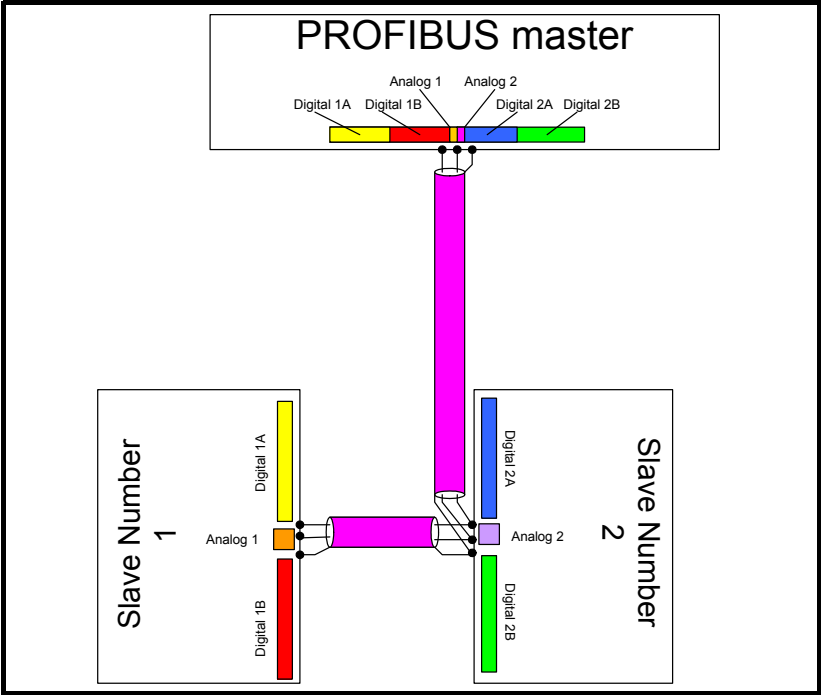 PROFIBUS master
Analog 1
Analog 2
Digital 1A
Digital 1B
Digital 2A
Digital 2B
Slave Number
1
Digital 1A
Analog 1
Digital 1B
Digital 2A
Analog 2
Digital 2B
Slave Number
2